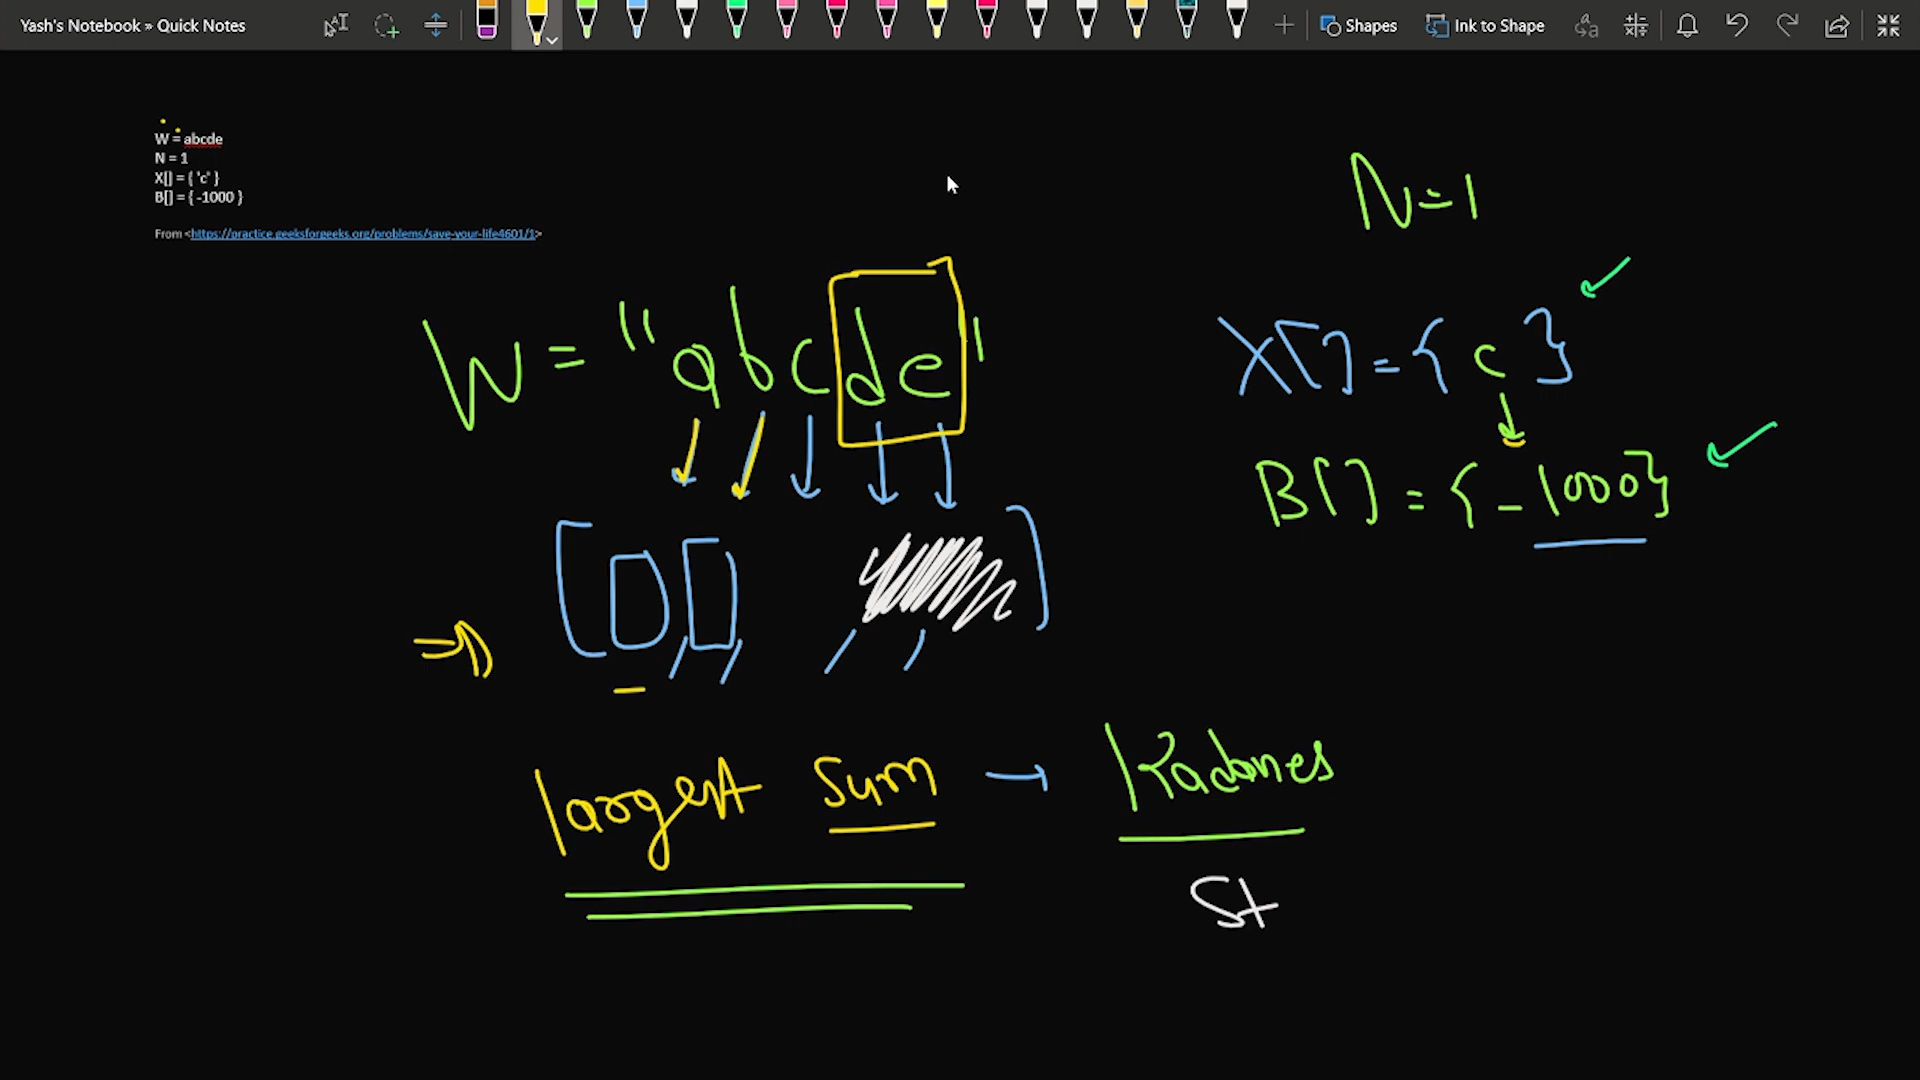 Yash's Notebook » Quick Notes
Shapes
Ink to Shape
W = abcde
N = 1
X[] = { 'c' }
B[] = { -1000 }
From <https://practice.geeksforgeeks.org/problems/save-your-life4601/1>
N=1
W = "abcde"
X[] = { c }
B[] = {-1000}
largest sum → Kadanes
St